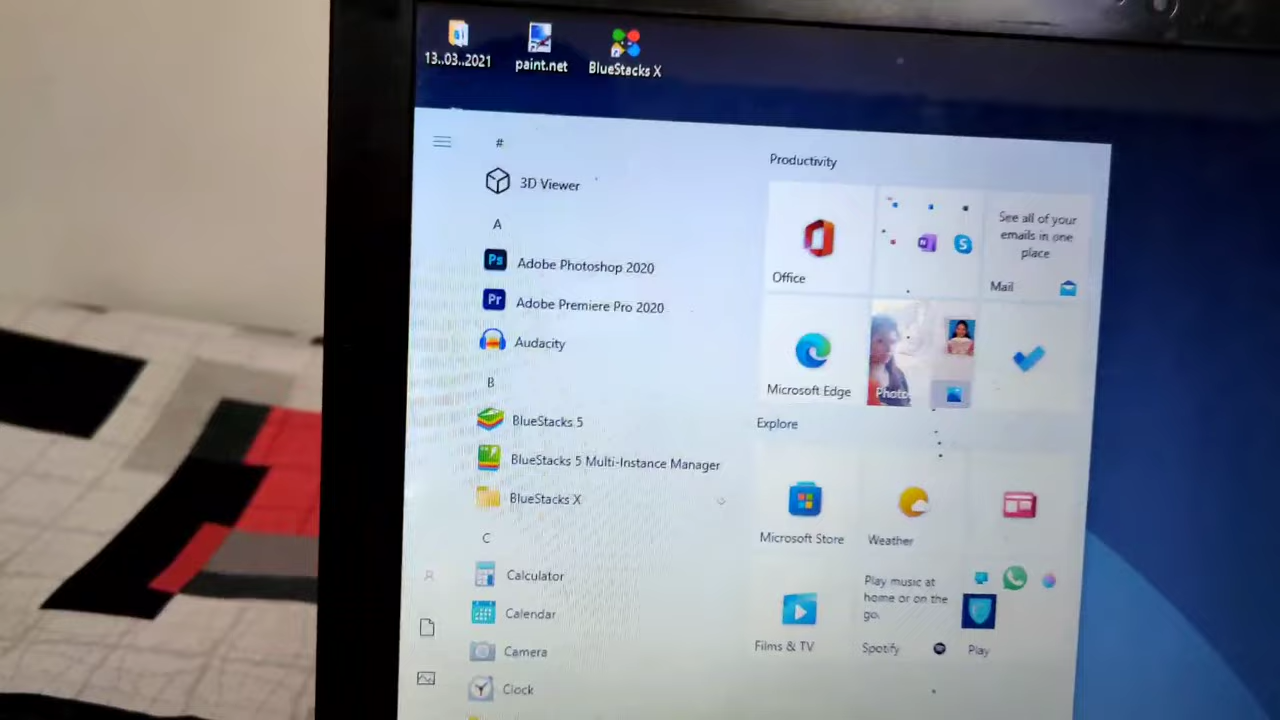 13..03..2021
paint.net
BlueStacks X
#
3D Viewer
A
Ps
Adobe Photoshop 2020
Pr
Adobe Premiere Pro 2020
Audacity
B
BlueStacks 5
BlueStacks 5 Multi-Instance Manager
BlueStacks X
C
Calculator
Calendar
Camera
Clock
Productivity
Office
N
S
See all of your
emails in one
place
Mail
Microsoft Edge
Photo
Explore
Microsoft Store
Weather
Films & TV
Play music at
home or on the
go.
Spotify
Play